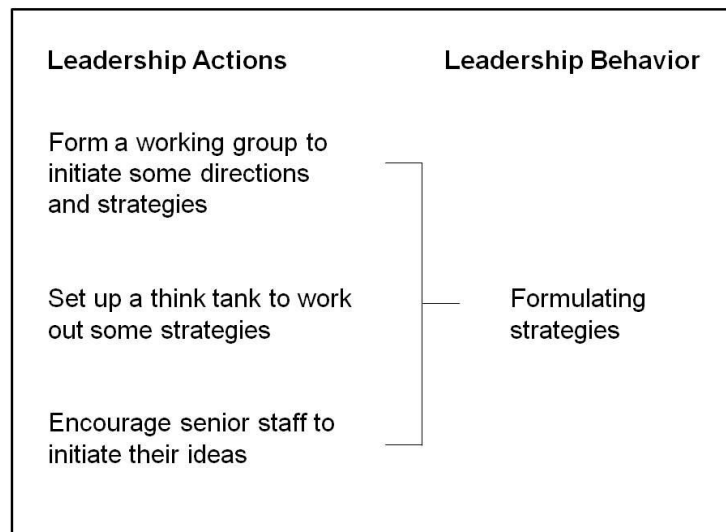 Leadership Actions
Leadership Behavior
Form a working group to
initiate some directions
and strategies
Set up a think tank to work
out some strategies
Encourage senior staff to
initiate their ideas
Formulating
strategies